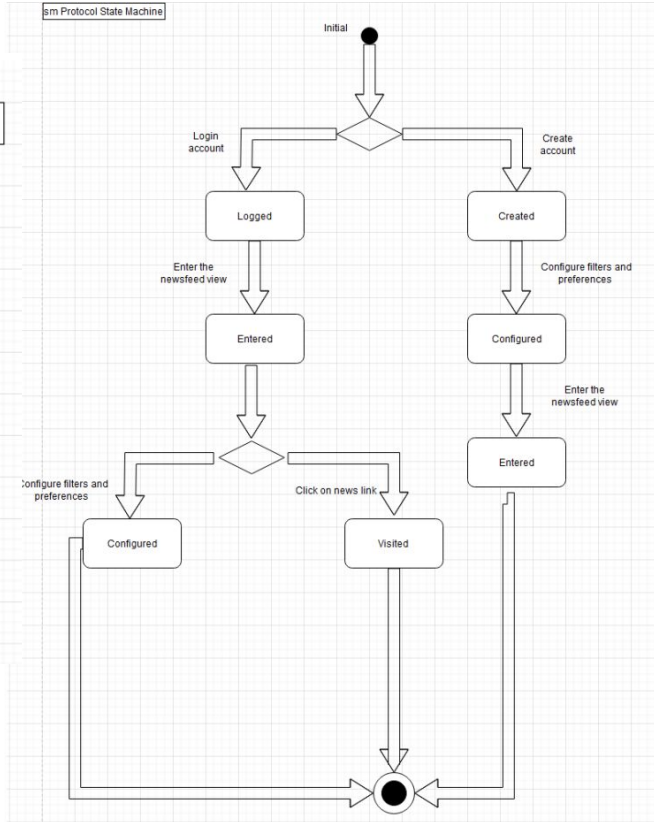 sm Protocol State Machine
Initial
Login
account
Create
account
Logged
Created
Enter the
newsfeed view
Configure filters and
preferences
Entered
Configured
Enter the
newsfeed view
Entered
Configure filters and
preferences
Click on news link
Configured
Visited